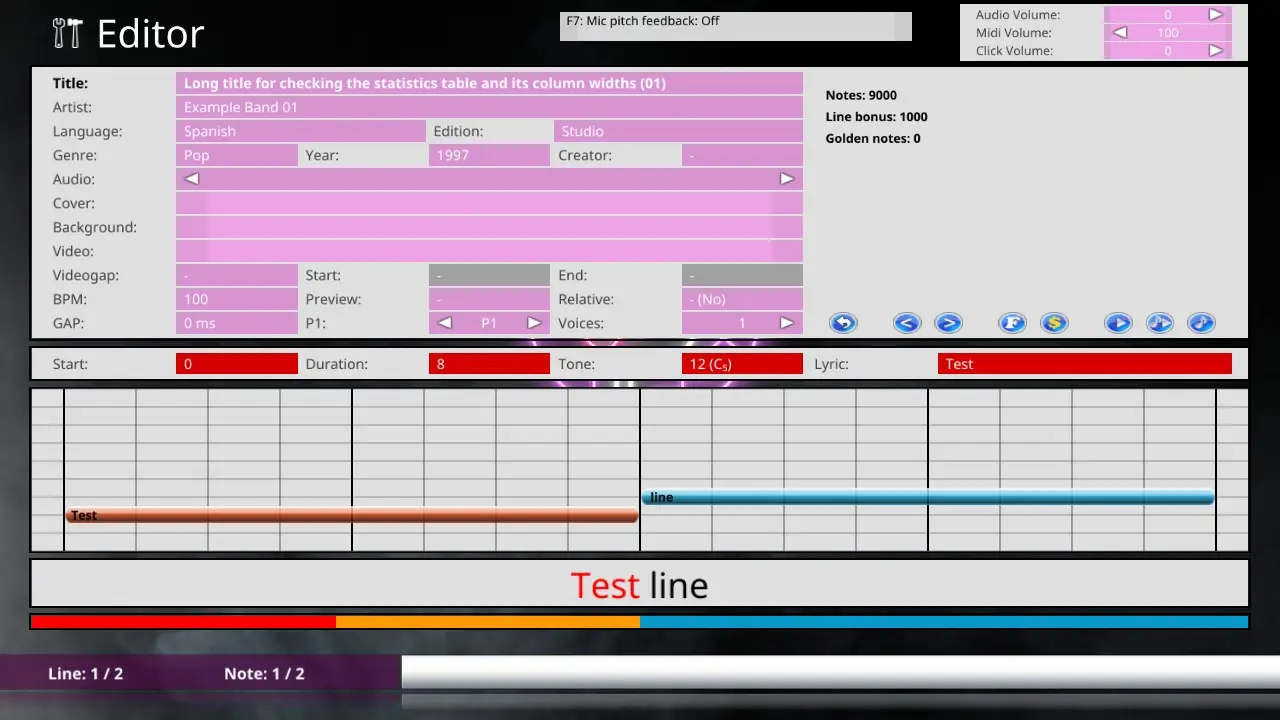 Editor
F7: Mic pitch feedback: Off
Audio Volume: 0
Midi Volume: 100
Click Volume: 0
Title: Long title for checking the statistics table and its column widths (01)
Artist: Example Band 01
Language: Spanish Edition: Studio
Genre: Pop Year: 1997 Creator: -
Audio:
Cover:
Background:
Video:
Videogap: - Start: - End: -
BPM: 100 Preview: - Relative: - (No)
GAP: 0 ms P1: P1 Voices: 1
Notes: 9000
Line bonus: 1000
Golden notes: 0
F $
Start: 0 Duration: 8 Tone: 12 (C₅) Lyric: Test
line
Test
Test line
Line: 1 / 2 Note: 1 / 2